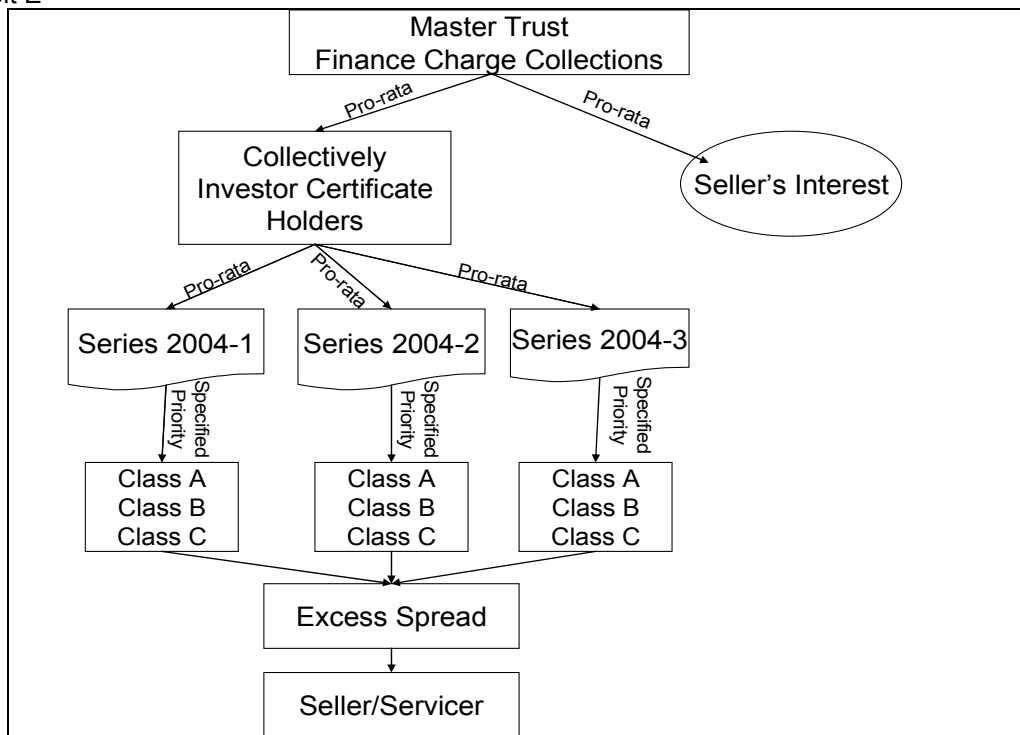 Master Trust
Finance Charge Collections
Pro-rata
Pro-rata
Collectively
Investor Certificate
Holders
Seller's Interest
Pro-rata
Pro-rata
Pro-rata
Series 2004-1
Series 2004-2
Series 2004-3
Specified
Priority
Specified
Priority
Specified
Priority
Class A
Class B
Class C
Class A
Class B
Class C
Class A
Class B
Class C
Excess Spread
Seller/Servicer